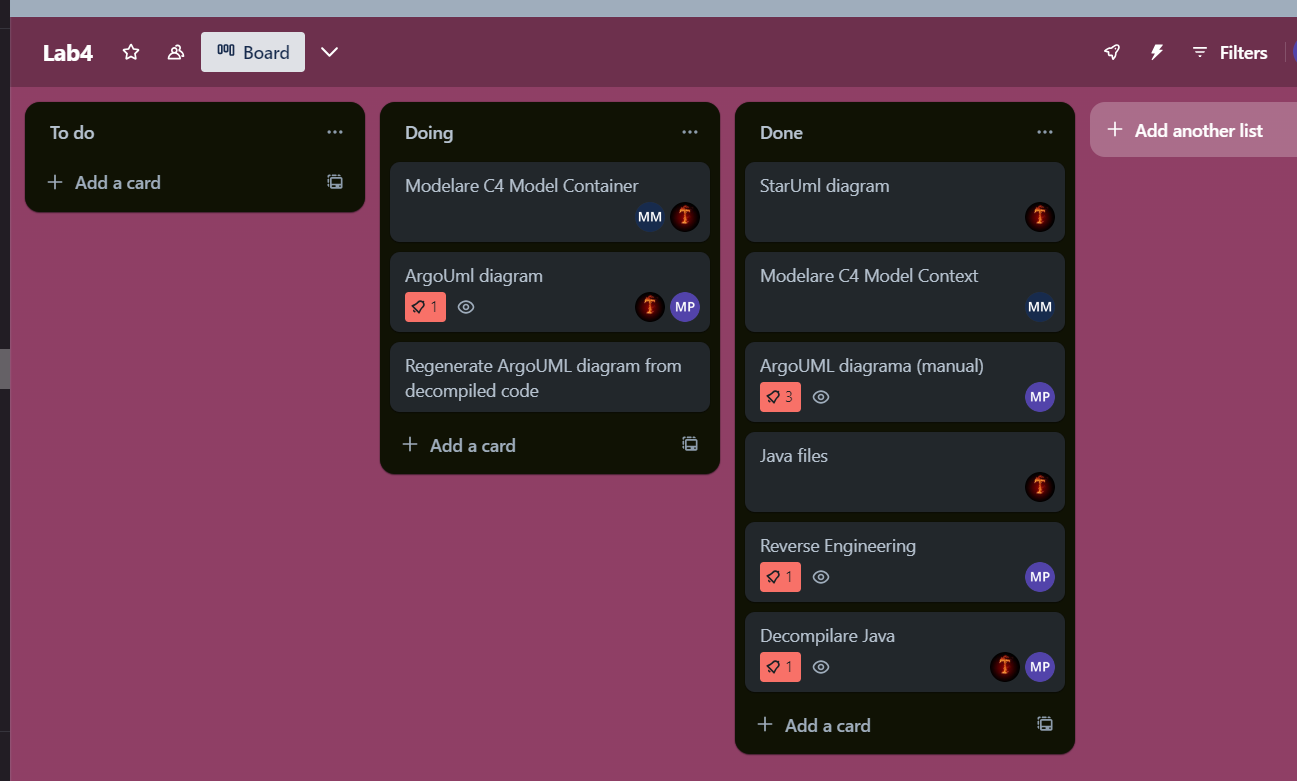 Lab4
Board
Filters
To do
Add a card
Doing
Modelare C4 Model Container
MM
T
ArgoUml diagram
1
T
MP
Regenerate ArgoUML diagram from
decompiled code
Add a card
Done
StarUml diagram
T
Modelare C4 Model Context
MM
ArgoUML diagrama (manual)
3
MP
Java files
T
Reverse Engineering
1
MP
Decompilare Java
1
T
MP
Add a card
Add another list